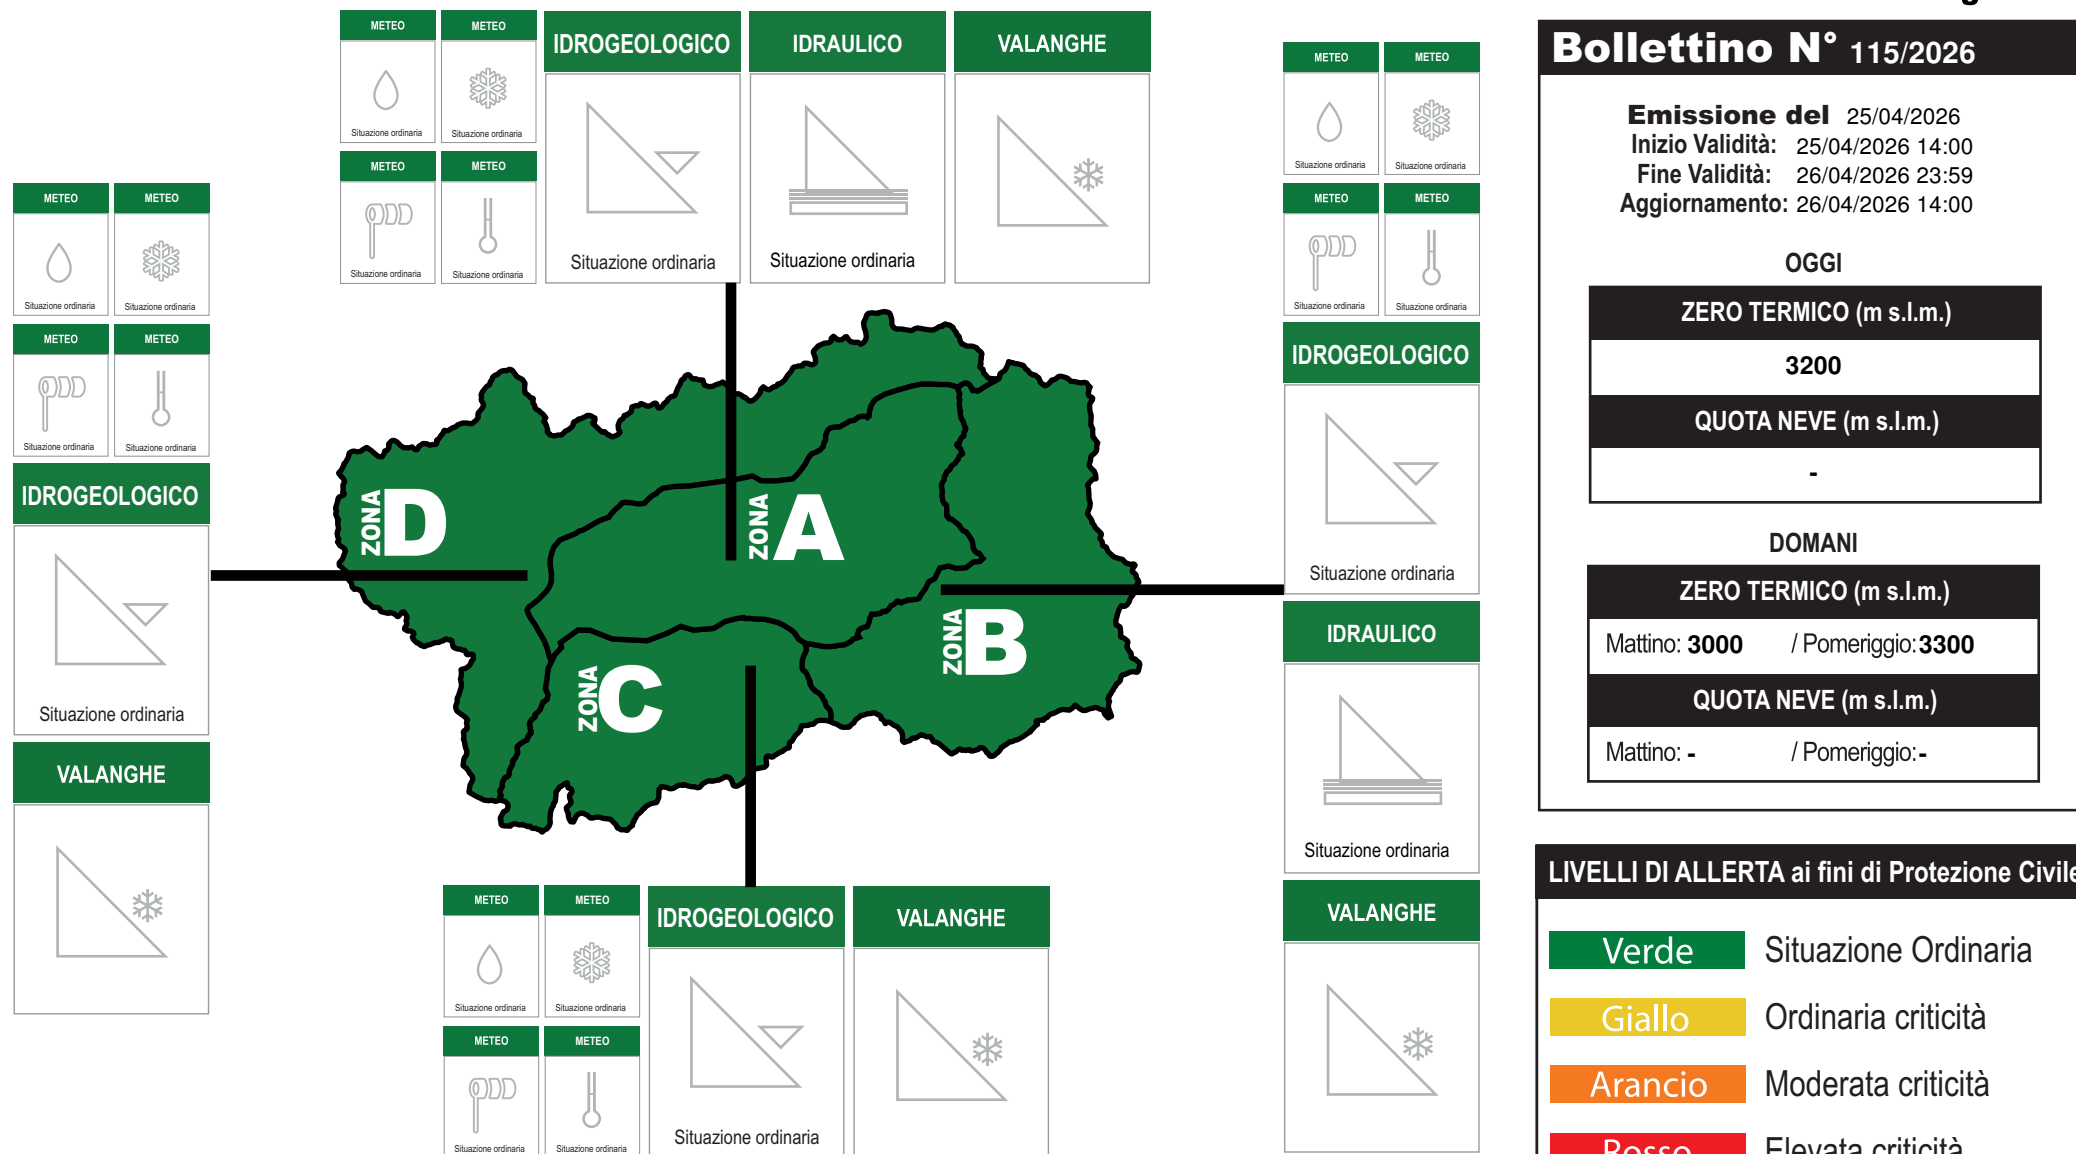 METEO
METEO
Situazione ordinaria
Situazione ordinaria
METEO
METEO
Situazione ordinaria
Situazione ordinaria
IDROGEOLOGICO
Situazione ordinaria
IDRAULICO
Situazione ordinaria
VALANGHE
METEO
METEO
Situazione ordinaria
Situazione ordinaria
METEO
METEO
Situazione ordinaria
Situazione ordinaria
IDROGEOLOGICO
Situazione ordinaria
VALANGHE
ZONA D
ZONA A
ZONA B
ZONA C
METEO
METEO
Situazione ordinaria
Situazione ordinaria
METEO
METEO
Situazione ordinaria
Situazione ordinaria
IDROGEOLOGICO
Situazione ordinaria
IDRAULICO
Situazione ordinaria
VALANGHE
METEO
METEO
Situazione ordinaria
Situazione ordinaria
METEO
METEO
Situazione ordinaria
Situazione ordinaria
IDROGEOLOGICO
Situazione ordinaria
VALANGHE
Bollettino N° 115/2026
Emissione del 25/04/2026
Inizio Validità: 25/04/2026 14:00
Fine Validità: 26/04/2026 23:59
Aggiornamento: 26/04/2026 14:00
OGGI
ZERO TERMICO (m s.l.m.)
3200
QUOTA NEVE (m s.l.m.)
-
DOMANI
ZERO TERMICO (m s.l.m.)
Mattino: 3000 / Pomeriggio: 3300
QUOTA NEVE (m s.l.m.)
Mattino: - / Pomeriggio: -
LIVELLI DI ALLERTA ai fini di Protezione Civile
Verde Situazione Ordinaria
Giallo Ordinaria criticità
Arancio Moderata criticità
Rosso Elevata criticità